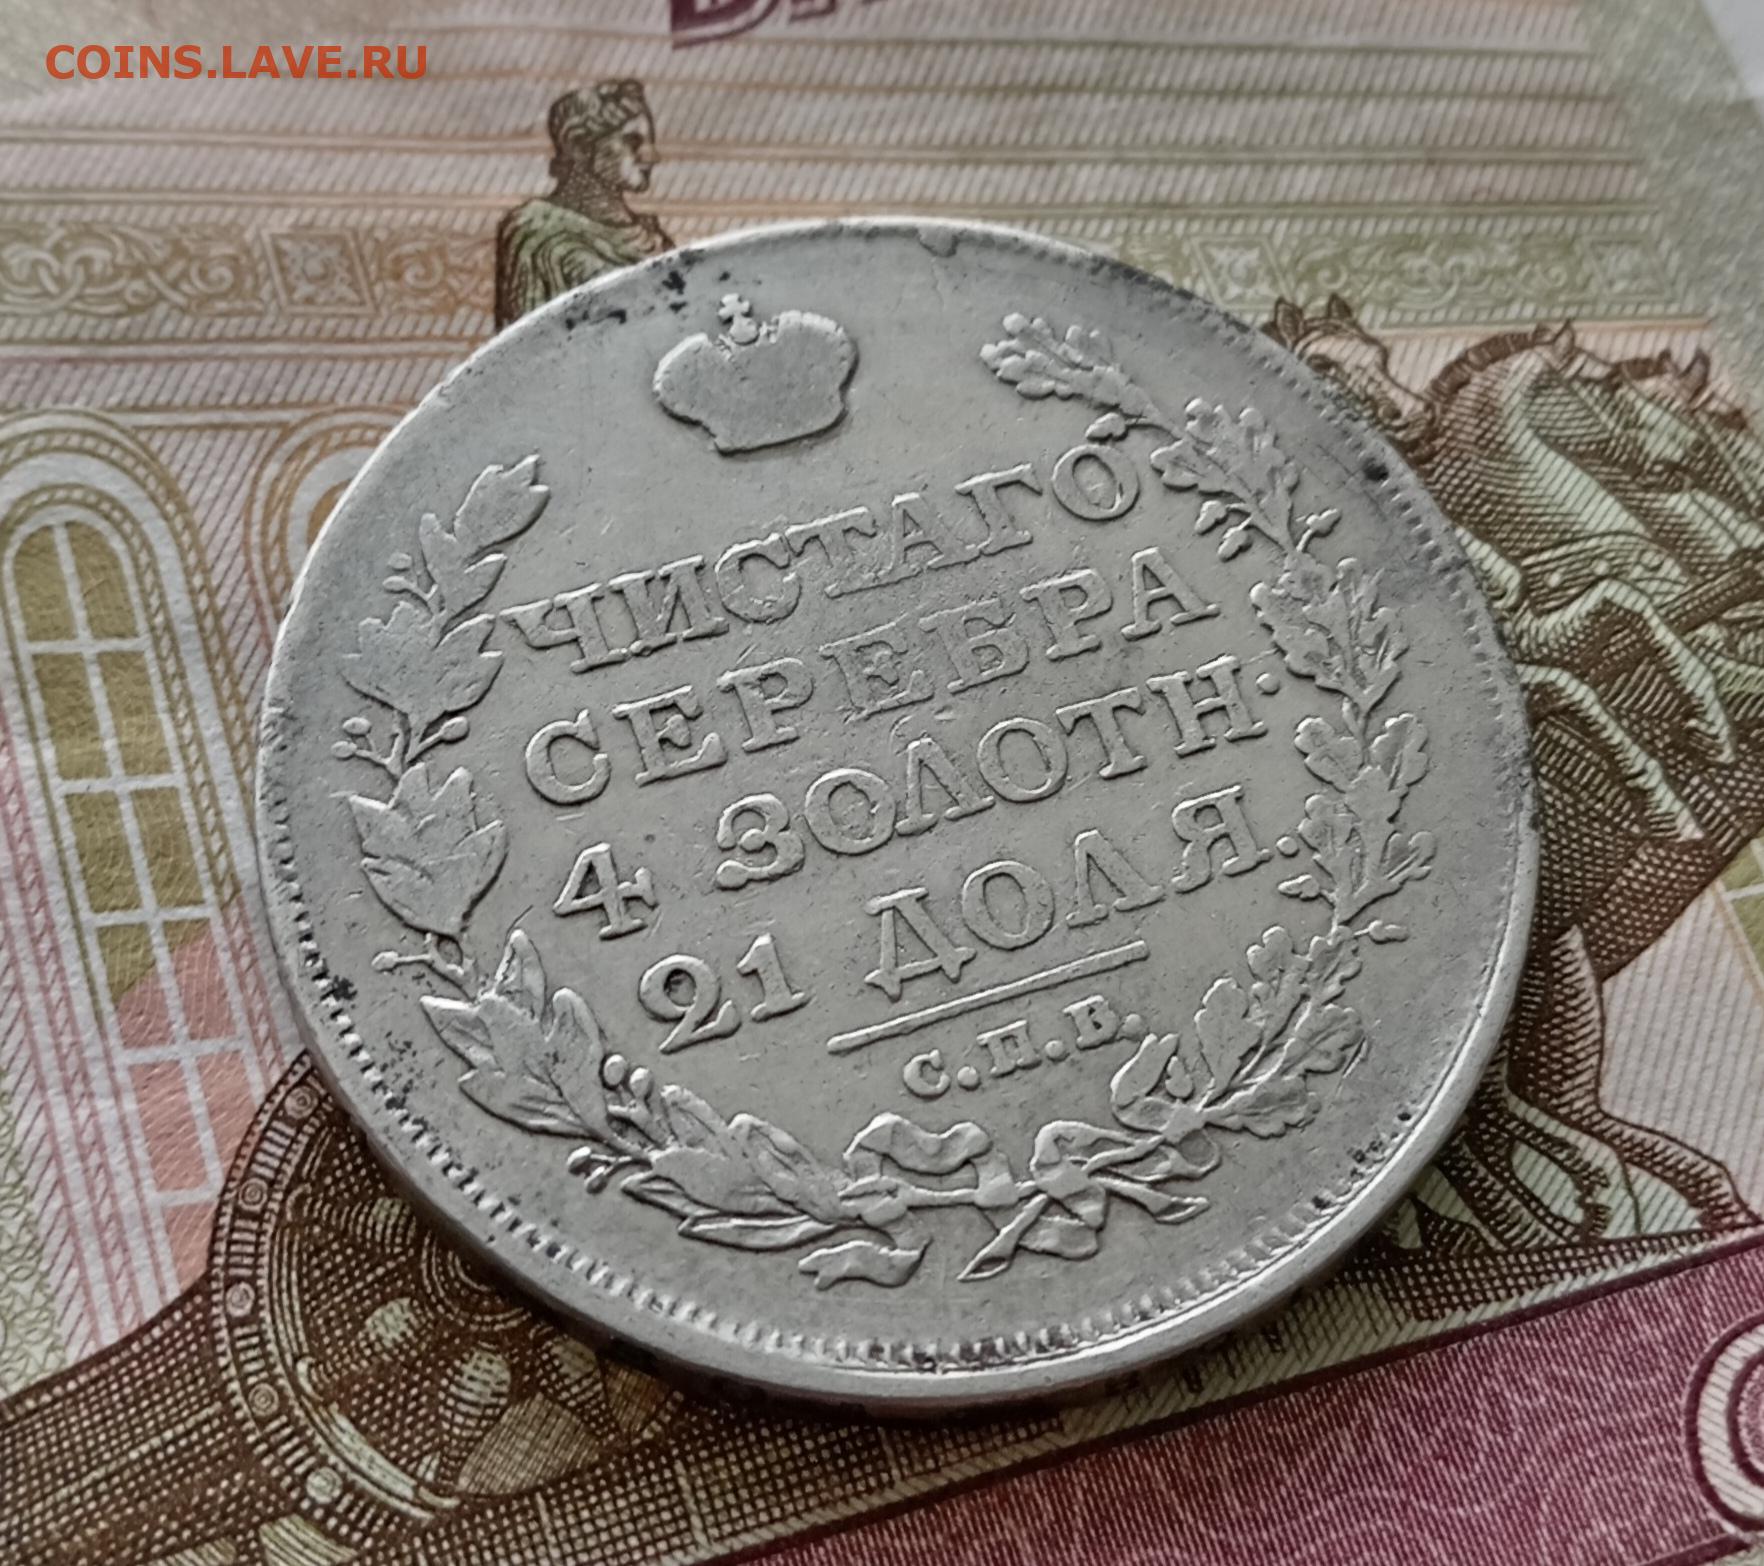 COINS.LAVE.RU
ЧИСТАГО
СЕРЕБРА
4 ЗОЛОТН.
21 ДОЛЯ.
С.П.Б.